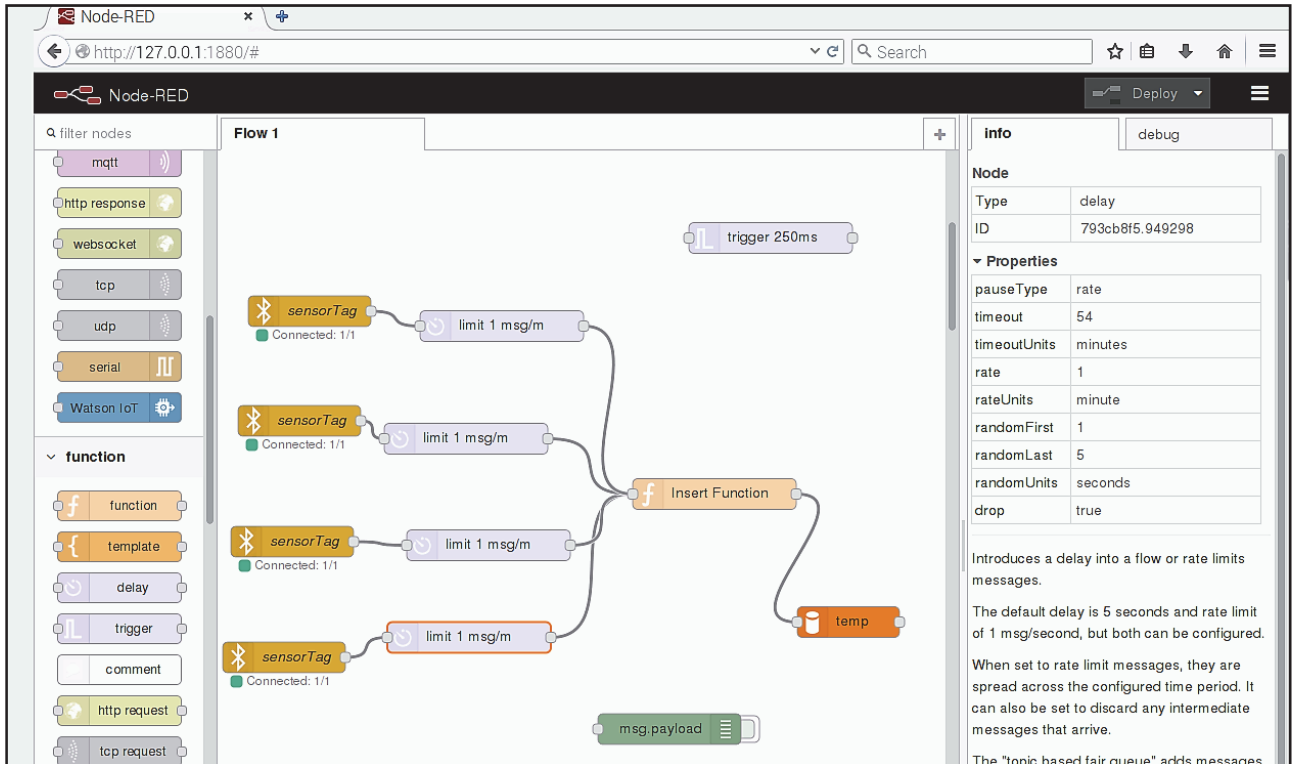 Node-RED
http://127.0.0.1:1880/#
Search
Node-RED
Deploy
filter nodes
mqtt
http response
websocket
tcp
udp
serial
Watson IoT
function
function
template
delay
trigger
comment
http request
tcp request
Flow 1
trigger 250ms
sensorTag
Connected: 1/1
limit 1 msg/m
sensorTag
Connected: 1/1
limit 1 msg/m
sensorTag
Connected: 1/1
limit 1 msg/m
sensorTag
Connected: 1/1
limit 1 msg/m
Insert Function
temp
msg.payload
info
debug
Node
Type delay
ID 793cb8f5.949298
Properties
pauseType rate
timeout 54
timeoutUnits minutes
rate 1
rateUnits minute
randomFirst 1
randomLast 5
randomUnits seconds
drop true
Introduces a delay into a flow or rate limits
messages.
The default delay is 5 seconds and rate limit
of 1 msg/second, but both can be configured.
When set to rate limit messages, they are
spread across the configured time period. It
can also be set to discard any intermediate
messages that arrive.
The "topic based fair queue" adds messages